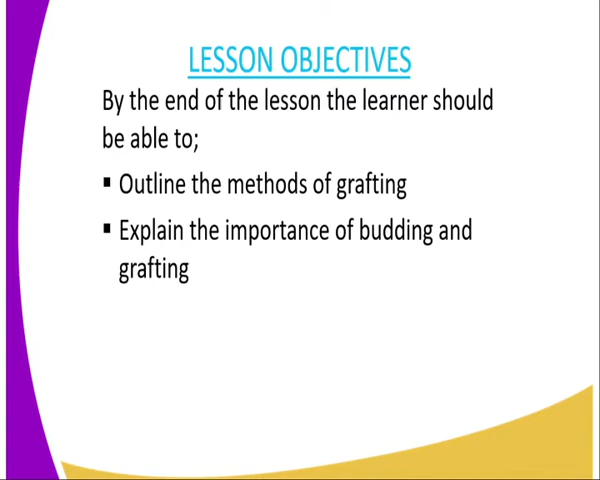 LESSON OBJECTIVES
By the end of the lesson the learner should
be able to;
▪ Outline the methods of grafting
▪ Explain the importance of budding and
grafting